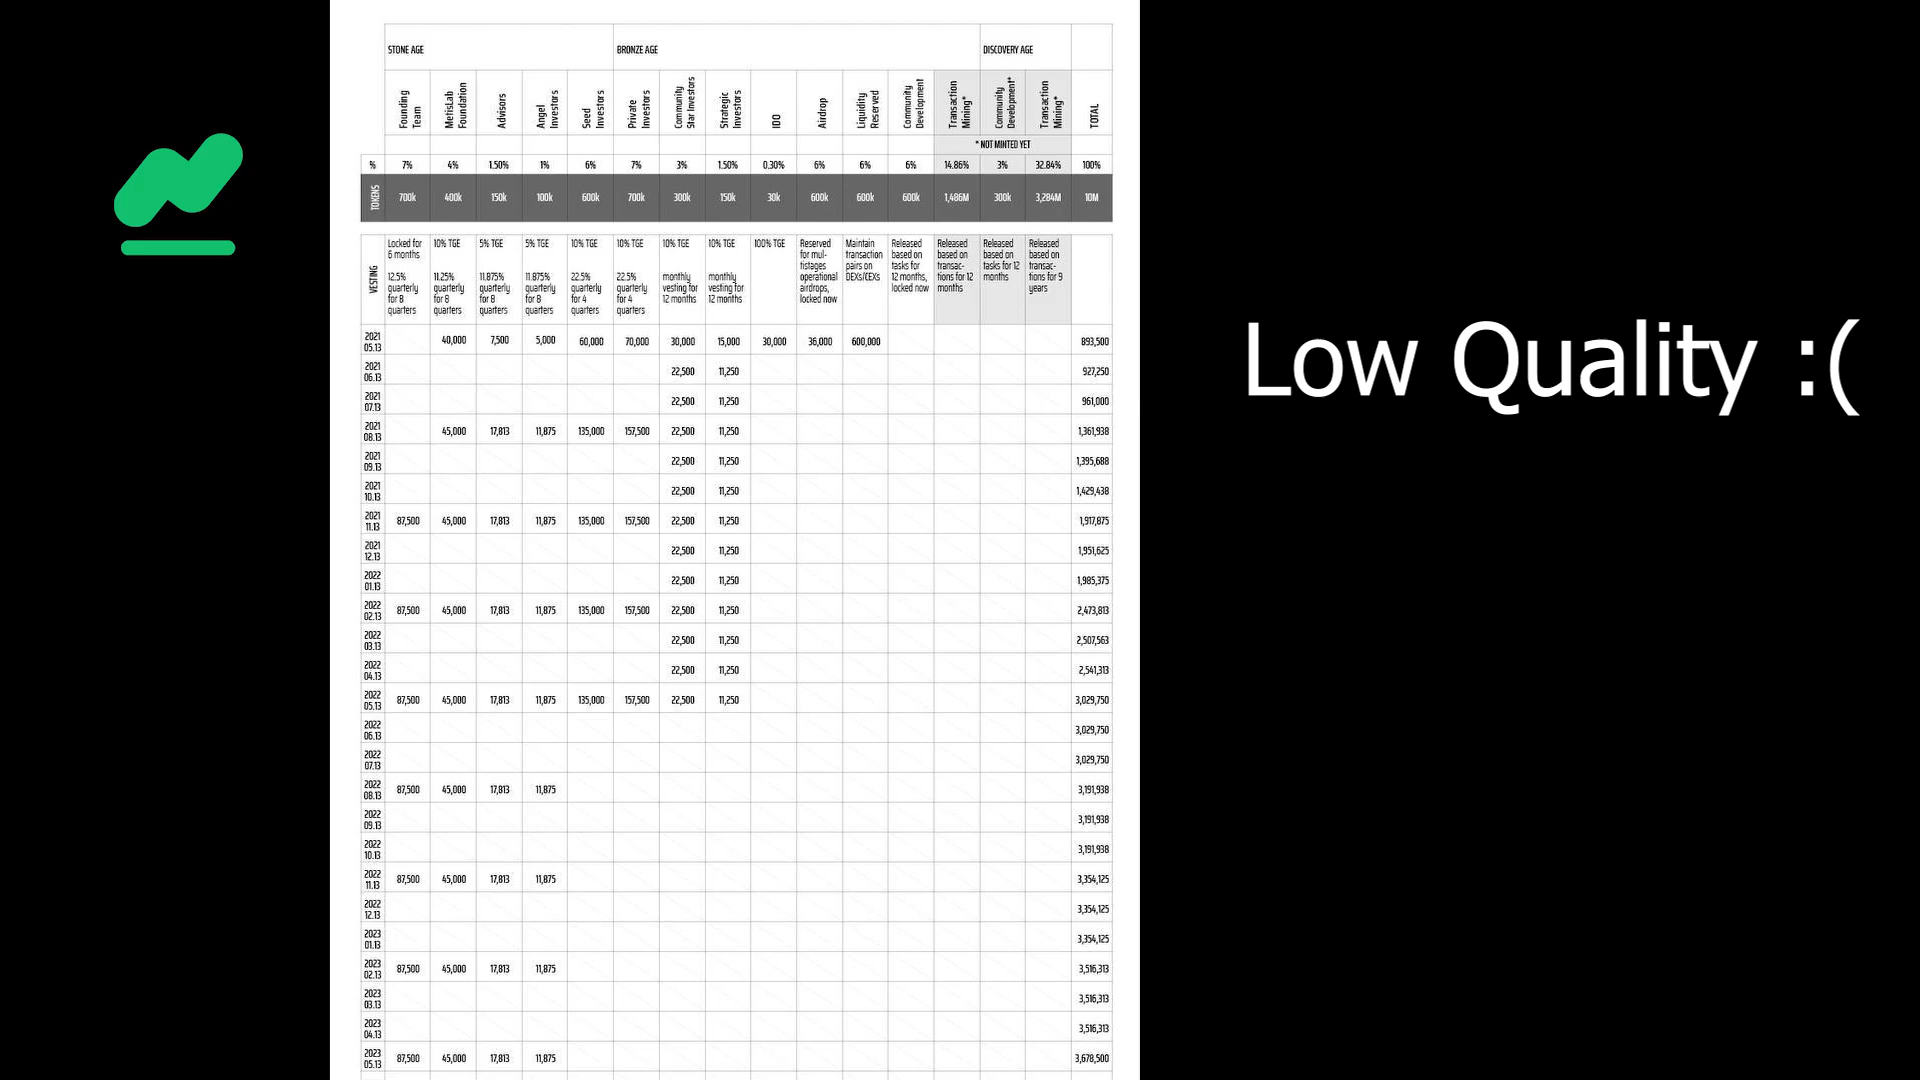 STONE AGE BRONZE AGE DISCOVERY AGE
Founding Team MetisLab Foundation Advisors Angel Investors Seed Investors Private Investors Community Star Investors Strategic Investors IDO Airdrop Liquidity Reserved Community Development Transaction Mining* Community Development* Transaction Mining* TOTAL
* NOT MINTED YET
% 7% 4% 1.50% 1% 6% 7% 3% 1.50% 0.30% 6% 6% 6% 14.86% 3% 32.84% 100%
TOKENS 700k 400k 150k 100k 600k 700k 300k 150k 30k 600k 600k 600k 1,486M 300k 3,284M 10M
VESTING
Locked for 6 months 12.5% quarterly for 8 quarters
10% TGE 11.25% quarterly for 8 quarters
5% TGE 11.875% quarterly for 8 quarters
5% TGE 11.875% quarterly for 8 quarters
10% TGE 22.5% quarterly for 4 quarters
10% TGE 22.5% quarterly for 4 quarters
10% TGE monthly vesting for 12 months
10% TGE monthly vesting for 12 months
100% TGE
Reserved for mul-tistages operational airdrops, locked now
Maintain transaction pairs on DEXs/CEXs
Released based on tasks for 12 months, locked now
Released based on transac-tions for 12 months
Released based on tasks for 12 months
Released based on transac-tions for 9 years
2021 05.13 40,000 7,500 5,000 60,000 70,000 30,000 15,000 30,000 36,000 600,000 893,500
2021 06.13 22,500 11,250 927,250
2021 07.13 22,500 11,250 961,000
2021 08.13 45,000 17,813 11,875 135,000 157,500 22,500 11,250 1,361,938
2021 09.13 22,500 11,250 1,395,688
2021 10.13 22,500 11,250 1,429,438
2021 11.13 87,500 45,000 17,813 11,875 135,000 157,500 22,500 11,250 1,917,875
2021 12.13 22,500 11,250 1,951,625
2022 01.13 22,500 11,250 1,985,375
2022 02.13 87,500 45,000 17,813 11,875 135,000 157,500 22,500 11,250 2,473,813
2022 03.13 22,500 11,250 2,507,563
2022 04.13 22,500 11,250 2,541,313
2022 05.13 87,500 45,000 17,813 11,875 135,000 157,500 22,500 11,250 3,029,750
2022 06.13 3,029,750
2022 07.13 3,029,750
2022 08.13 87,500 45,000 17,813 11,875 3,191,938
2022 09.13 3,191,938
2022 10.13 3,191,938
2022 11.13 87,500 45,000 17,813 11,875 3,354,125
2022 12.13 3,354,125
2023 01.13 3,354,125
2023 02.13 87,500 45,000 17,813 11,875 3,516,313
2023 03.13 3,516,313
2023 04.13 3,516,313
2023 05.13 87,500 45,000 17,813 11,875 3,678,500
Low Quality :(